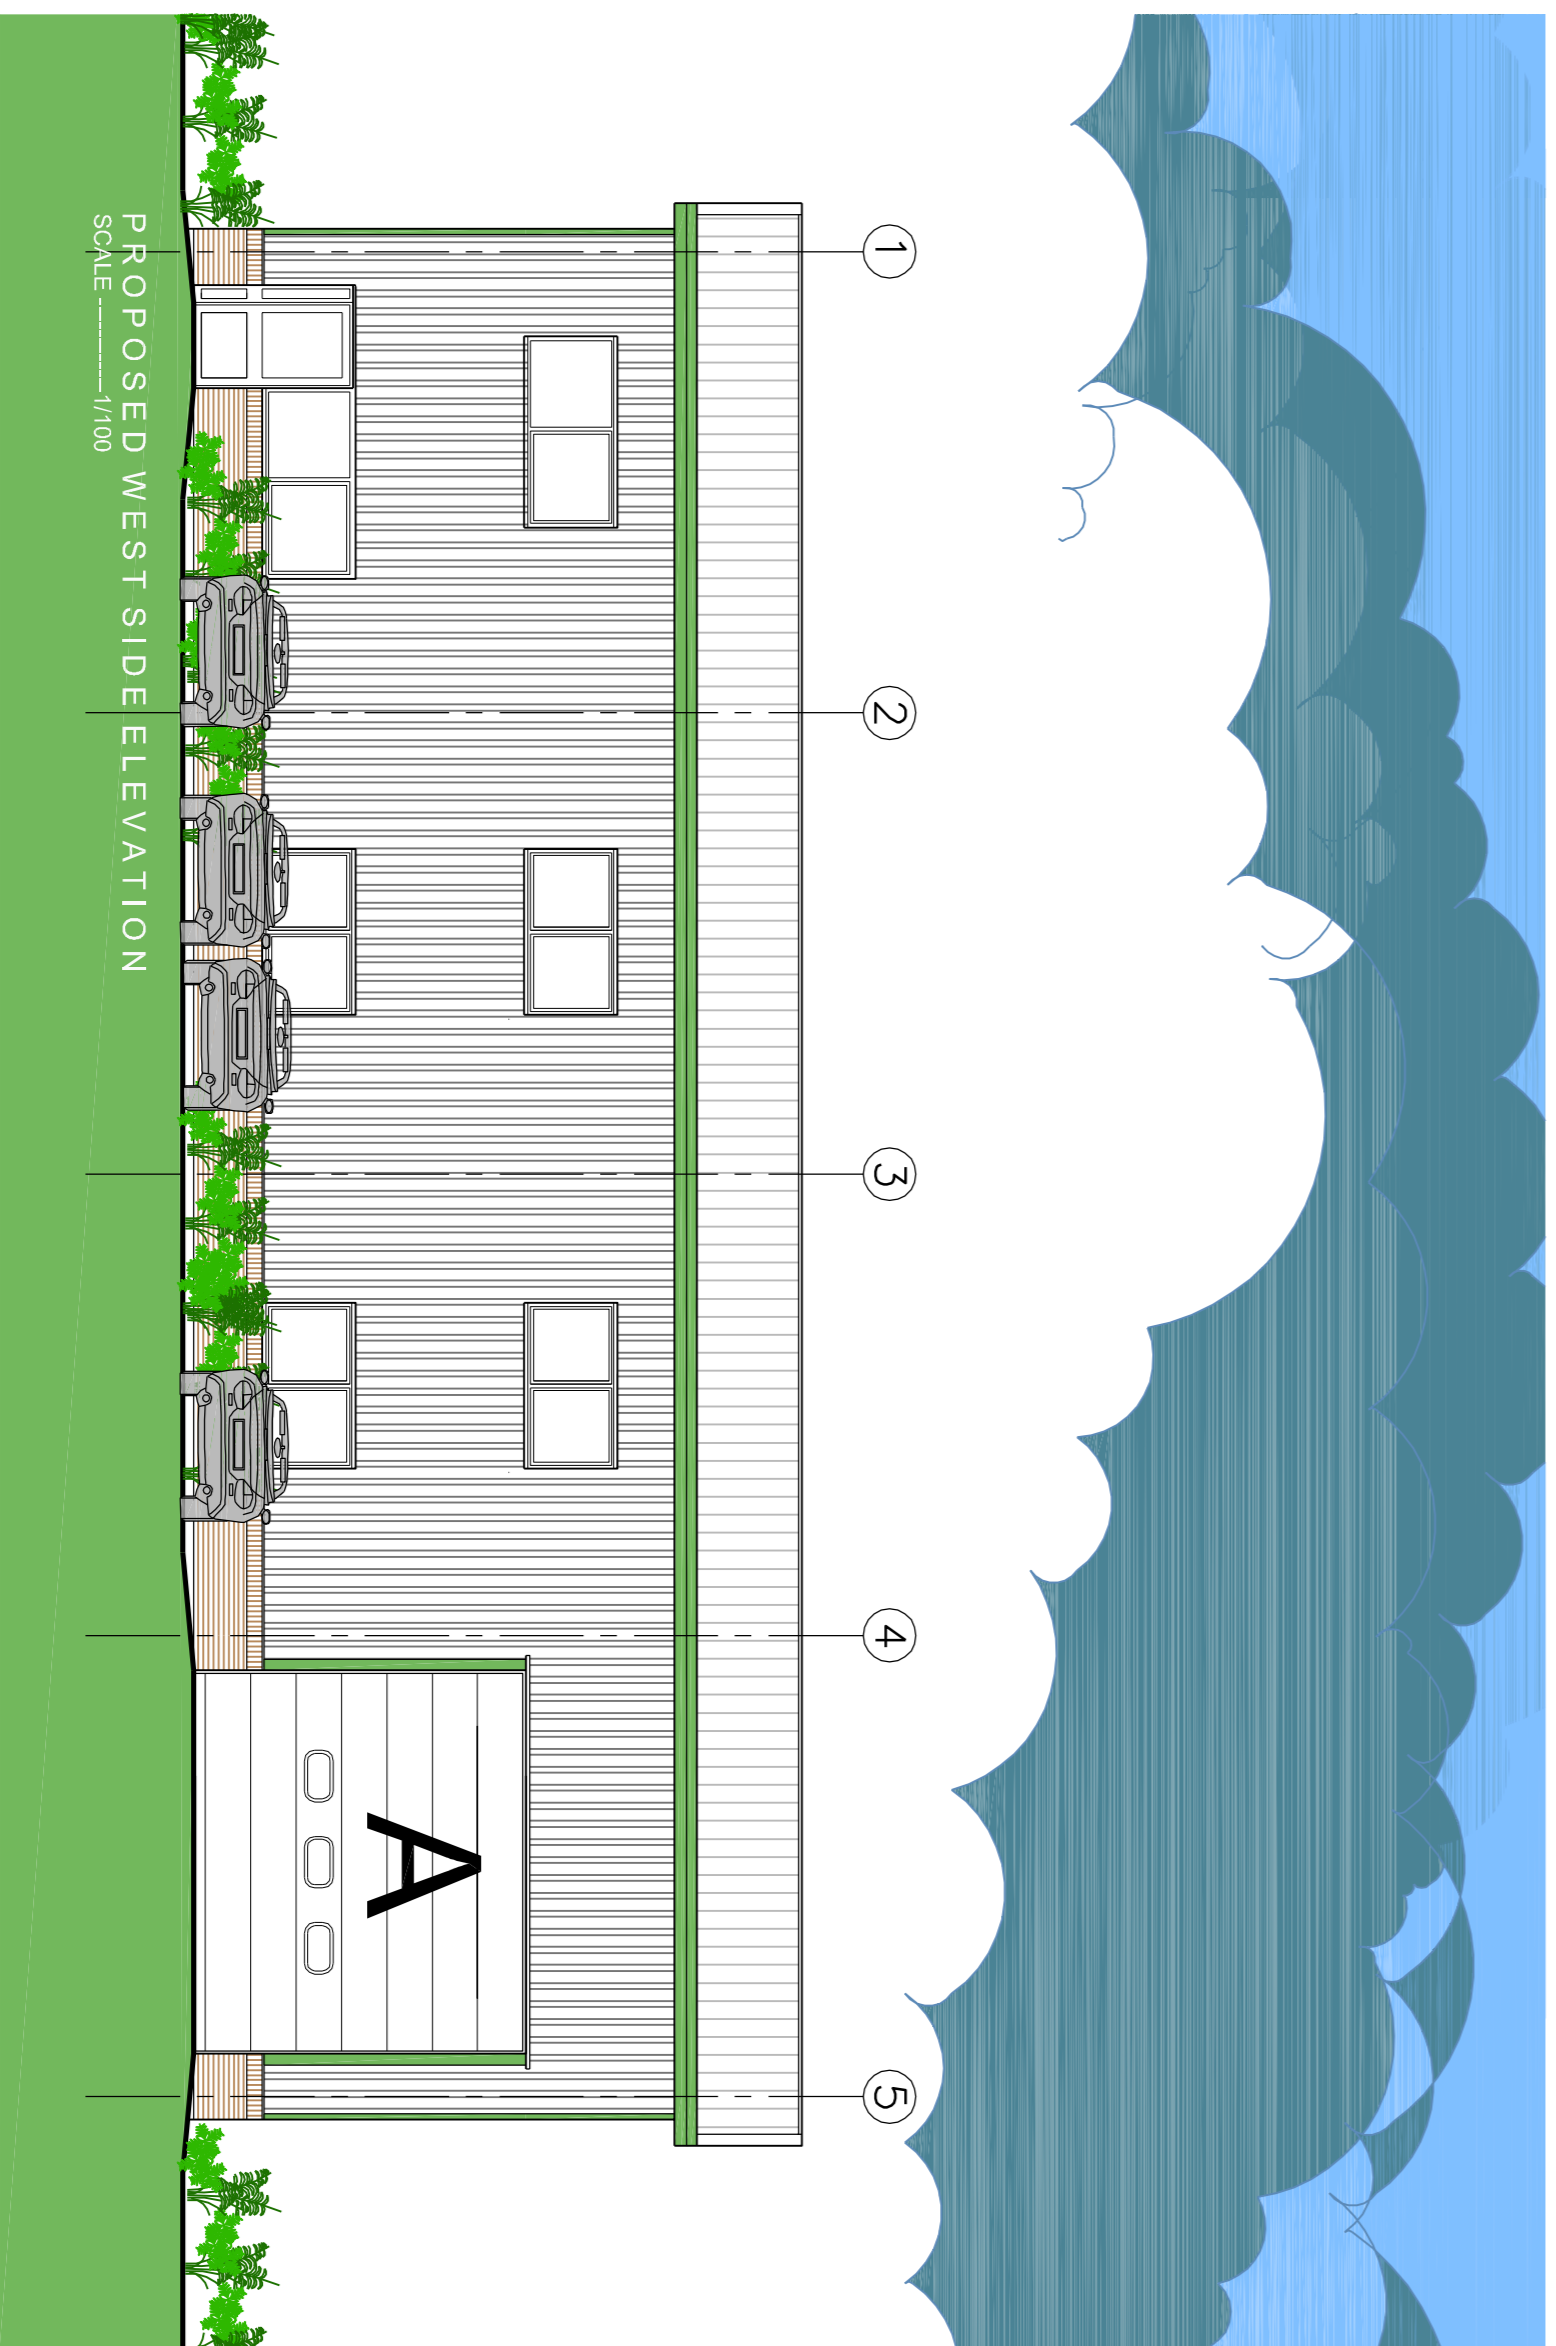 1
2
3
4
5
A
PROPOSED WEST SIDE ELEVATION
SCALE ------------1/100